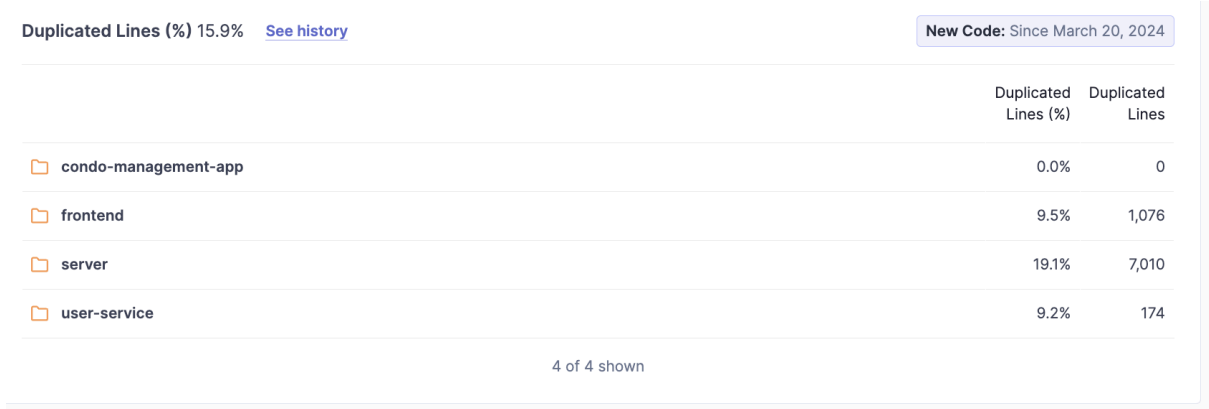 Duplicated Lines (%) 15.9% See history New Code: Since March 20, 2024
Duplicated Lines (%) Duplicated Lines
condo-management-app 0.0% 0
frontend 9.5% 1,076
server 19.1% 7,010
user-service 9.2% 174
4 of 4 shown